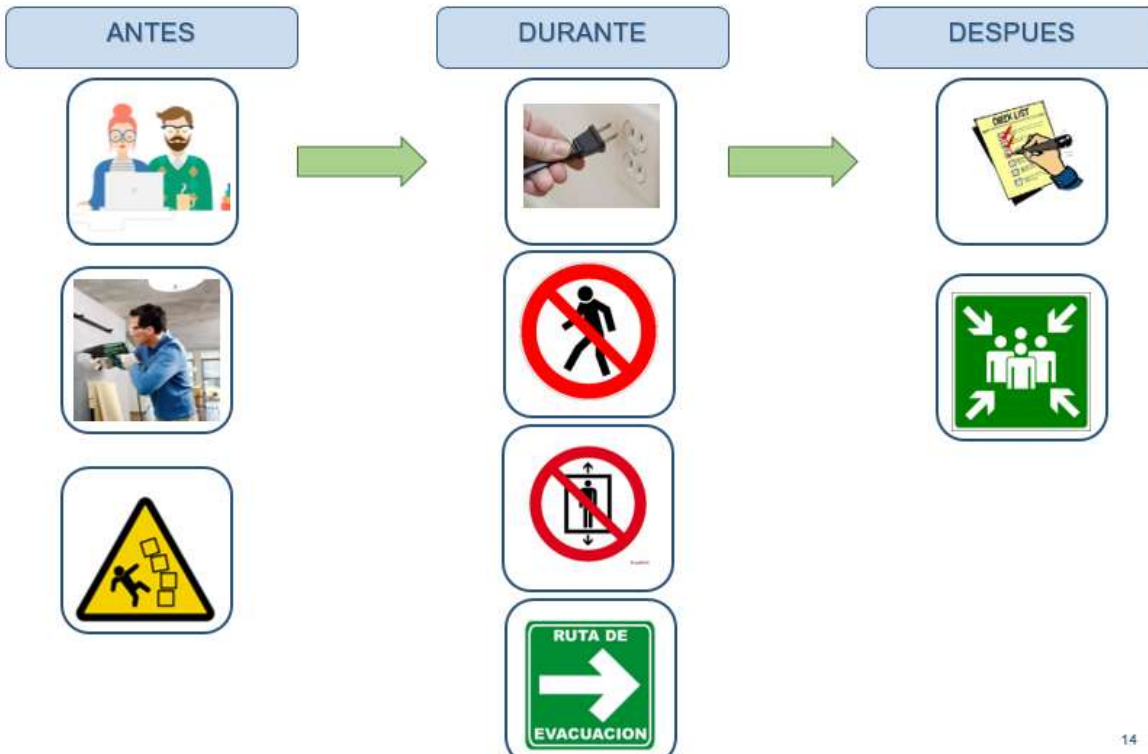 ANTES
DURANTE
DESPUES
CHECK LIST
RUTA DE
EVACUACION
14